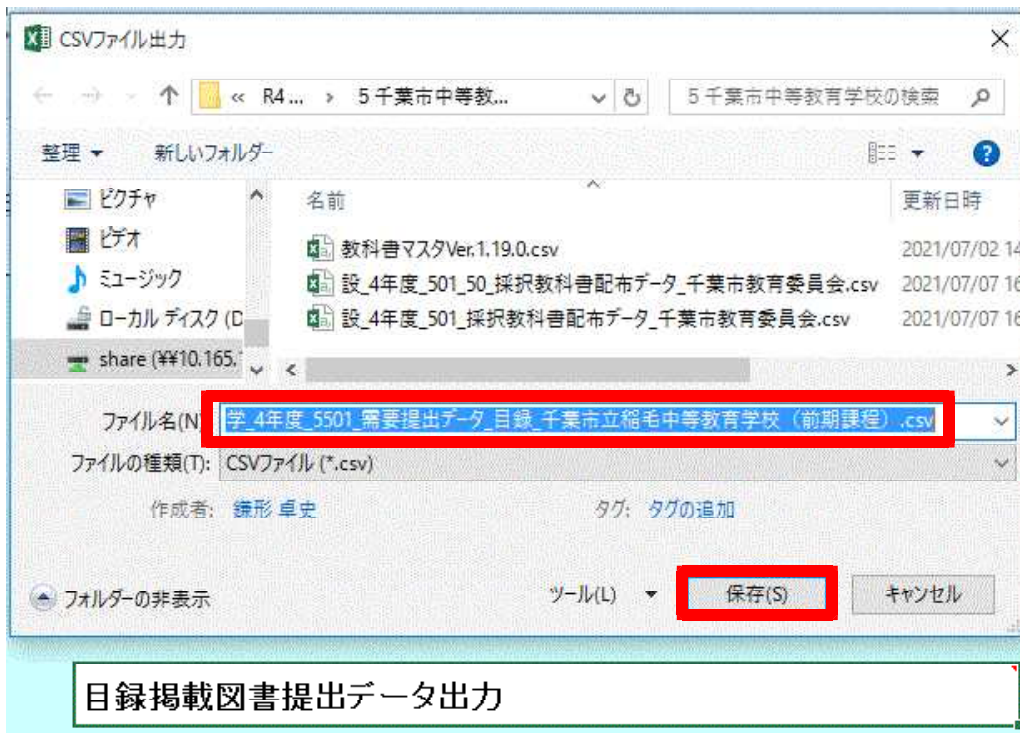 CSVファイル出力
« R4... › 5 千葉市中等教... 5 千葉市中等教育学校の検索
整理 新しいフォルダー
ピクチャ
ビデオ
ミュージック
ローカル ディスク (D
share (¥¥10.165.
名前 更新日時
教科書マスタVer.1.19.0.csv 2021/07/02 14
設_4年度_501_50_採択教科書配布データ_千葉市教育委員会.csv 2021/07/07 16
設_4年度_501_採択教科書配布データ_千葉市教育委員会.csv 2021/07/07 16
ファイル名(N) 学_4年度_5501_需要提出データ_目録_千葉市立稲毛中等教育学校（前期課程）.csv
ファイルの種類(T): CSVファイル (*.csv)
作成者: 鎌形 卓史 タグ: タグの追加
フォルダーの非表示 ツール(L) 保存(S) キャンセル
目録掲載図書提出データ出力